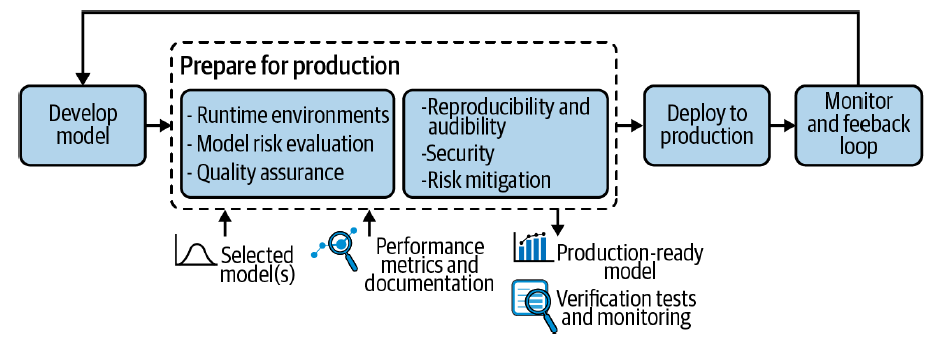 Prepare for production
Develop
model
- Runtime environments
- Model risk evaluation
- Quality assurance
-Reproducibility and
audibility
-Security
-Risk mitigation
Deploy to
production
Monitor
and feeback
loop
Selected
model(s)
Performance
metrics and
documentation
Production-ready
model
Verification tests
and monitoring